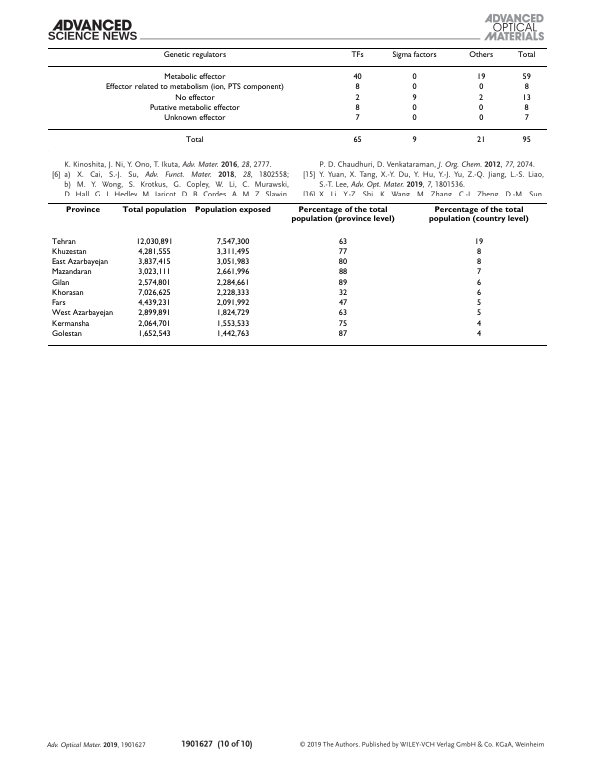 ADVANCED
SCIENCE NEWS
ADVANCED
OPTICAL
MATERIALS
Genetic regulators TFs Sigma factors Others Total
Metabolic effector 40 0 19 59
Effector related to metabolism (ion, PTS component) 8 0 0 8
No effector 2 9 2 13
Putative metabolic effector 8 0 0 8
Unknown effector 7 0 0 7
Total 65 9 21 95
K. Kinoshita, J. Ni, Y. Ono, T. Ikuta, Adv. Mater. 2016, 28, 2777.
[6] a) X. Cai, S.-J. Su, Adv. Funct. Mater. 2018, 28, 1802558;
b) M. Y. Wong, S. Krotkus, G. Copley, W. Li, C. Murawski,
D. Hall, G. J. Hedley, M. Jaricot, D. B. Cordes, A. M. Z. Slawin,
P. D. Chaudhuri, D. Venkataraman, J. Org. Chem. 2012, 77, 2074.
[15] Y. Yuan, X. Tang, X.-Y. Du, Y. Hu, Y.-J. Yu, Z.-Q. Jiang, L.-S. Liao,
S.-T. Lee, Adv. Opt. Mater. 2019, 7, 1801536.
[16] X. Li, Y.-Z. Shi, K. Wang, M. Zhang, C.-J. Zheng, D.-M. Sun,
Province Total population Population exposed Percentage of the total population (province level) Percentage of the total population (country level)
Tehran 12,030,891 7,547,300 63 19
Khuzestan 4,281,555 3,311,495 77 8
East Azarbayejan 3,837,415 3,051,983 80 8
Mazandaran 3,023,111 2,661,996 88 7
Gilan 2,574,801 2,284,661 89 6
Khorasan 7,026,625 2,228,333 32 6
Fars 4,439,231 2,091,992 47 5
West Azarbayejan 2,899,891 1,824,729 63 5
Kermansha 2,064,701 1,553,533 75 4
Golestan 1,652,543 1,442,763 87 4
Adv. Optical Mater. 2019, 1901627
1901627 (10 of 10)
© 2019 The Authors. Published by WILEY-VCH Verlag GmbH & Co. KGaA, Weinheim